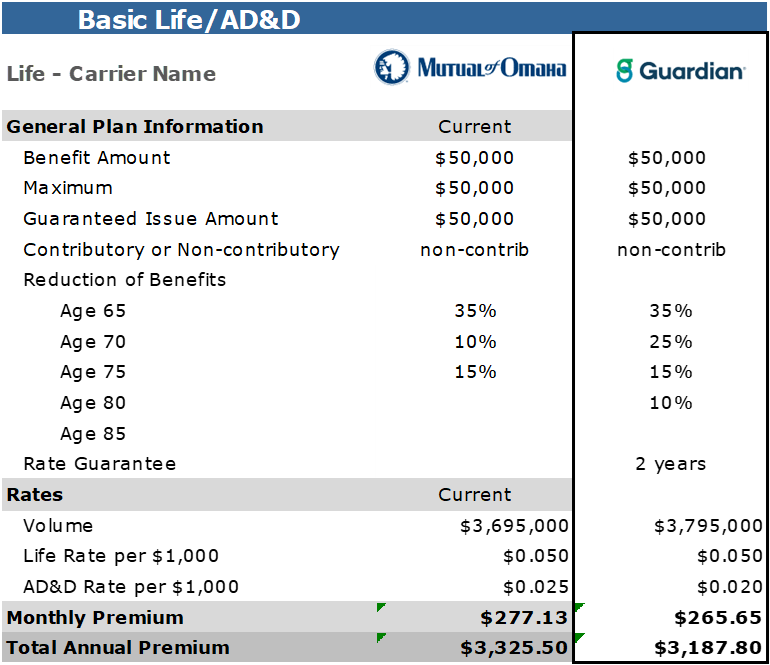 Basic Life/AD&D
Life - Carrier Name Mutual of Omaha Guardian
General Plan Information Current
Benefit Amount $50,000 $50,000
Maximum $50,000 $50,000
Guaranteed Issue Amount $50,000 $50,000
Contributory or Non-contributory non-contrib non-contrib
Reduction of Benefits
Age 65 35% 35%
Age 70 10% 25%
Age 75 15% 15%
Age 80 10%
Age 85
Rate Guarantee 2 years
Rates Current
Volume $3,695,000 $3,795,000
Life Rate per $1,000 $0.050 $0.050
AD&D Rate per $1,000 $0.025 $0.020
Monthly Premium $277.13 $265.65
Total Annual Premium $3,325.50 $3,187.80